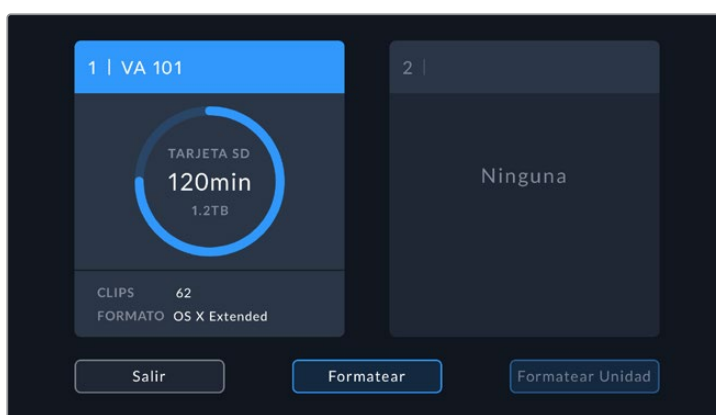 1 | VA 101
TARJETA SD
120min
1.2TB
CLIPS 62
FORMATO OS X Extended
2 |
Ninguna
Salir
Formatear
Formatear Unidad